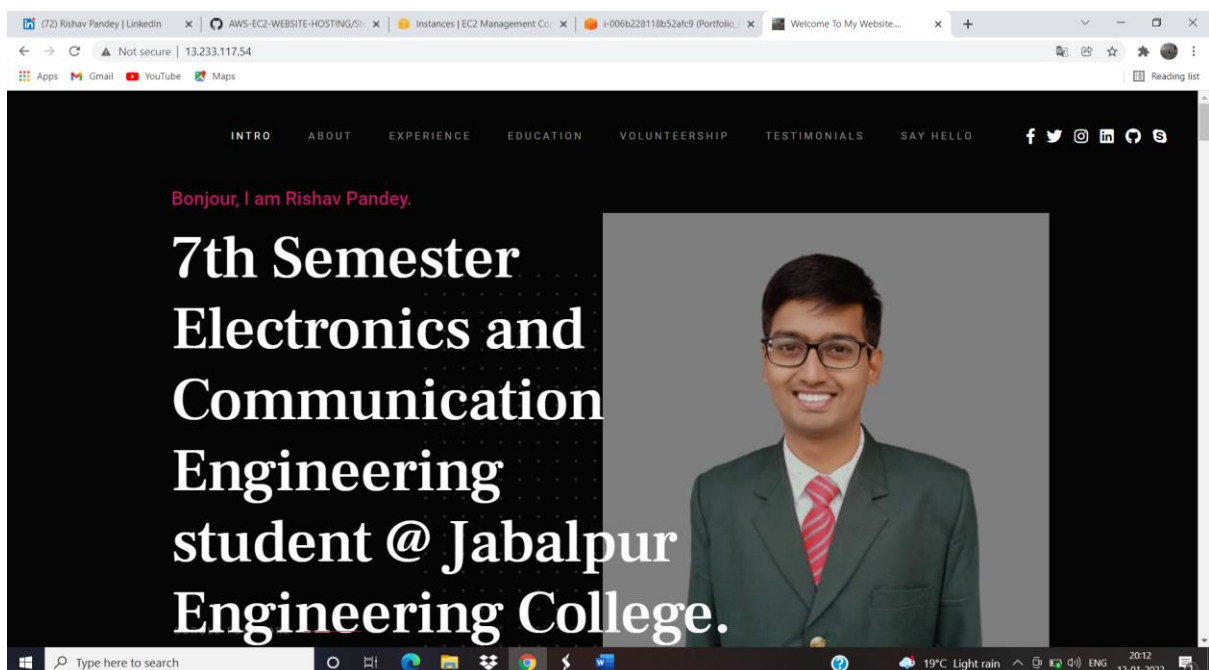 (72) Rishav Pandey | LinkedIn
AWS-EC2-WEBSITE-HOSTING/St
Instances | EC2 Management Cor
i-006b228118b52afc9 (Portfolio_
Welcome To My Website....
Not secure | 13.233.117.54
Apps Gmail YouTube Maps Reading list
INTRO ABOUT EXPERIENCE EDUCATION VOLUNTEERSHIP TESTIMONIALS SAY HELLO
Bonjour, I am Rishav Pandey.
7th Semester
Electronics and
Communication
Engineering
student @ Jabalpur
Engineering College.
Type here to search
19°C Light rain
ENG
20:12